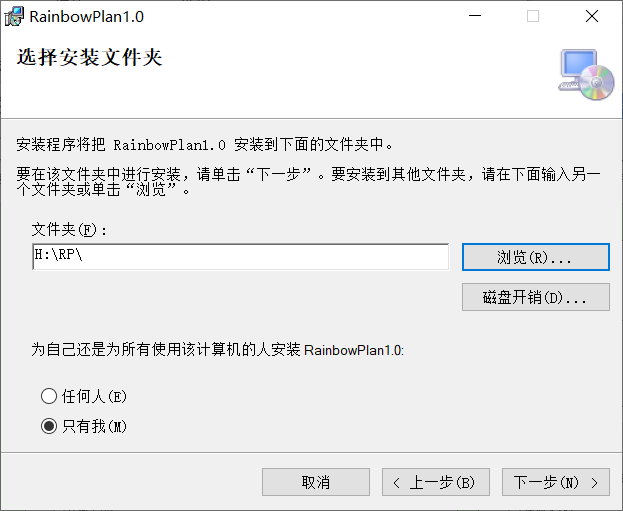 RainbowPlan1.0
选择安装文件夹
安装程序将把 RainbowPlan1.0 安装到下面的文件夹中。
要在该文件夹中进行安装，请单击“下一步”。要安装到其他文件夹，请在下面输入另一
个文件夹或单击“浏览”。
文件夹(F)：
H:\RP\
浏览(R)...
磁盘开销(D)...
为自己还是为所有使用该计算机的人安装 RainbowPlan1.0:
任何人(E)
只有我(M)
取消
< 上一步(B)
下一步(N) >